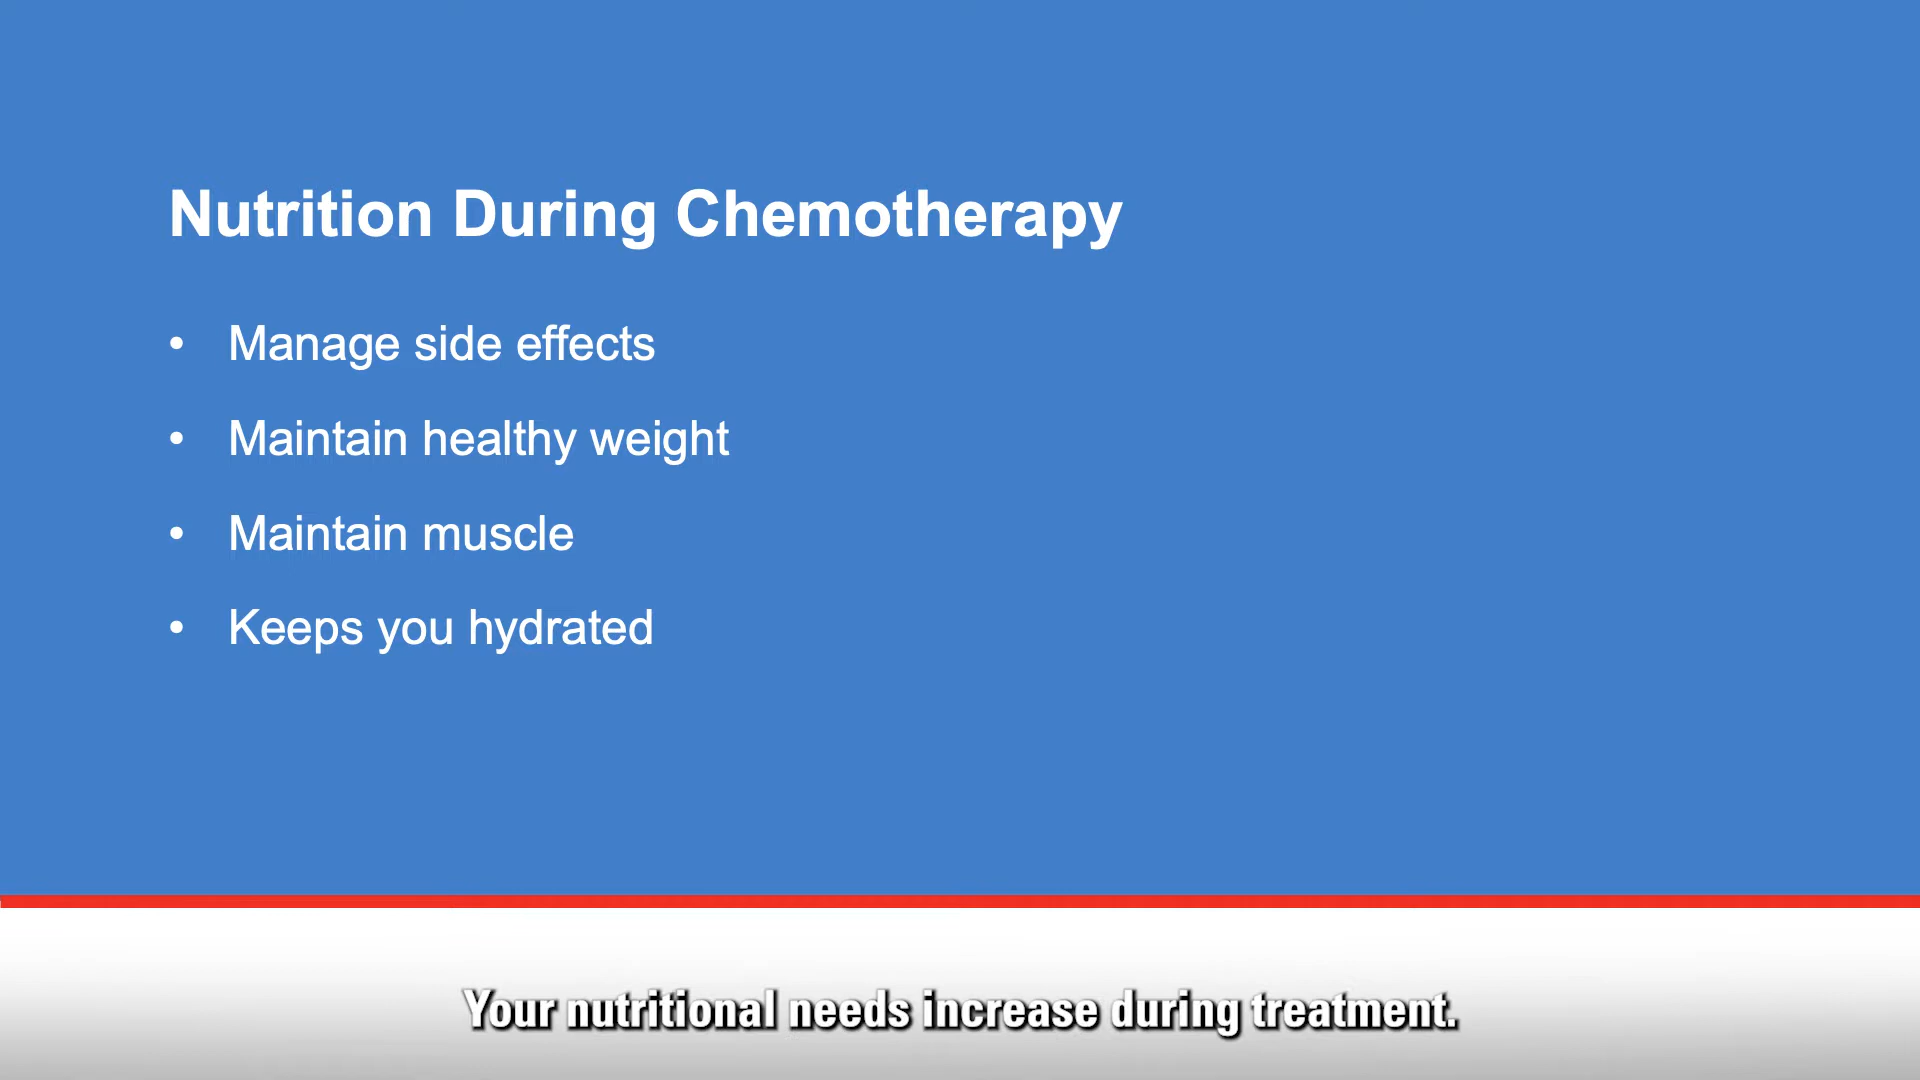 Nutrition During Chemotherapy
• Manage side effects
• Maintain healthy weight
• Maintain muscle
• Keeps you hydrated
Your nutritional needs increase during treatment.